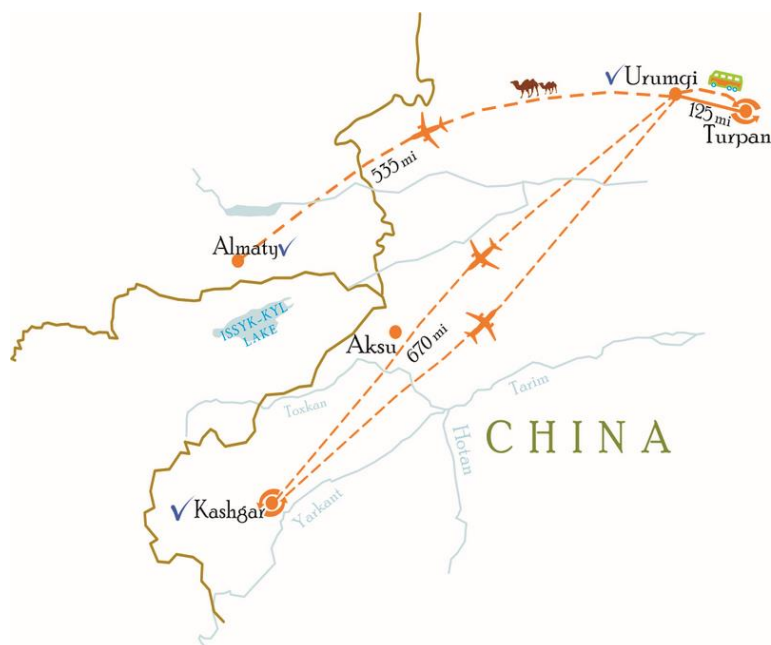 Urumqi
125 mi
Turpan
535 mi
Almaty
ISSYK-KYL
LAKE
Aksu
670 mi
Tarim
Toxkan
CHINA
Hotan
Kashgar
Yarkant